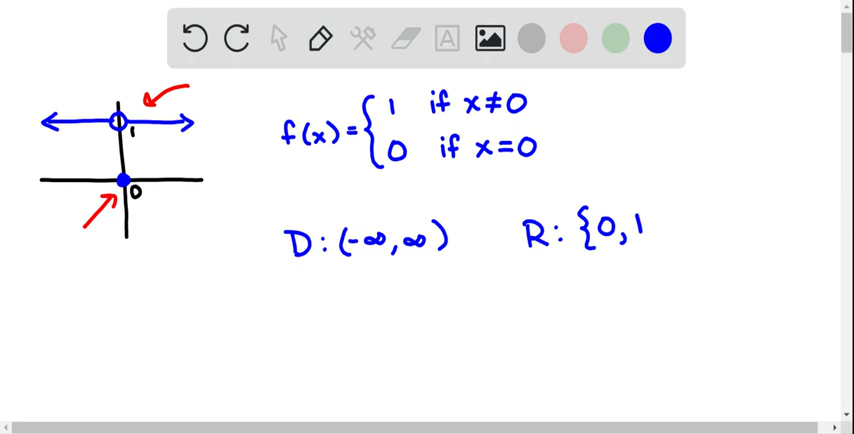 A
1
0
f(x) = { 1 if x ≠ 0
0 if x = 0
D: (-∞, ∞) R: {0, 1